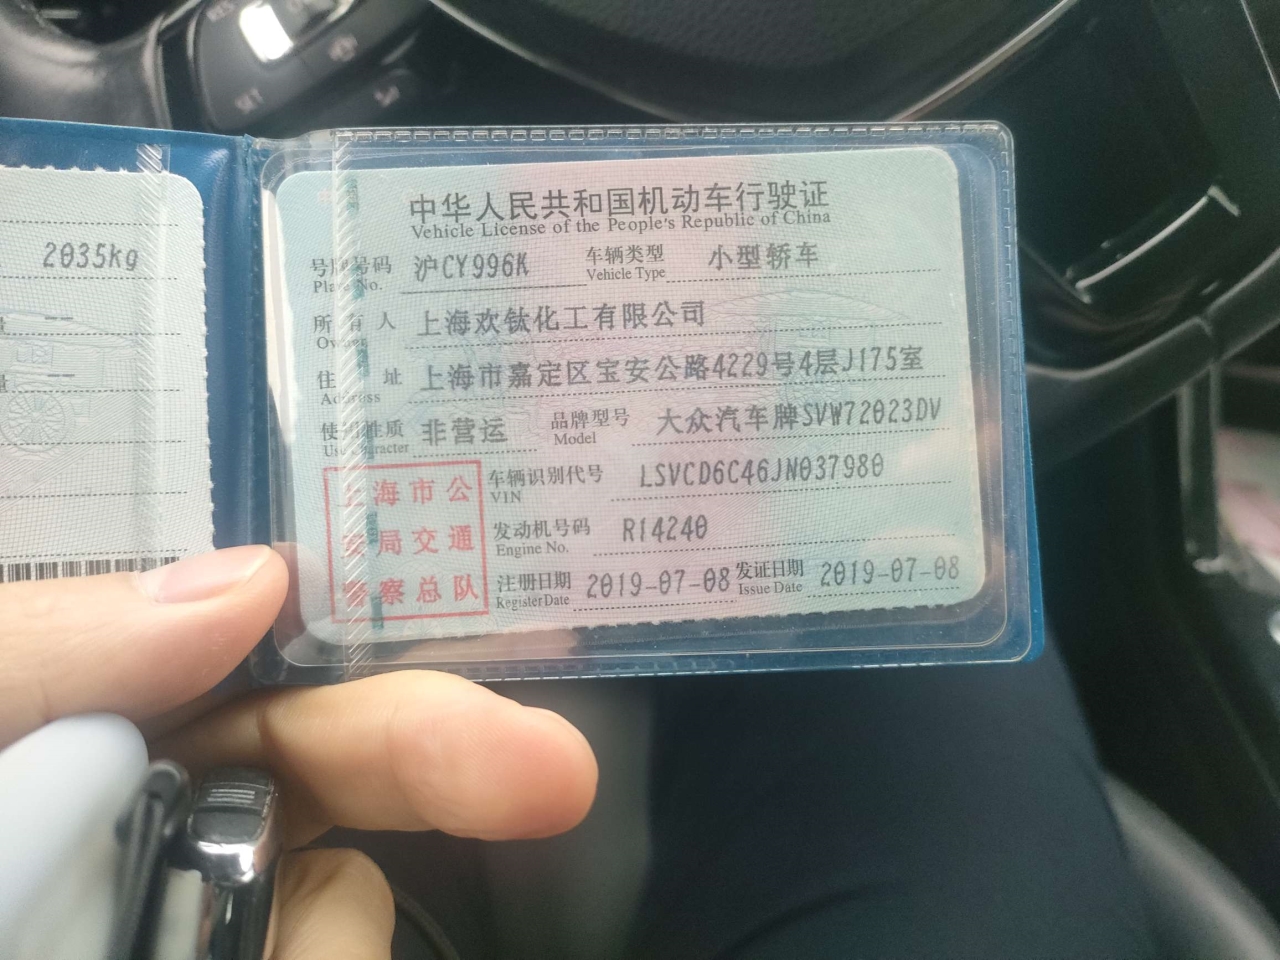 2035kg
--
--
中华人民共和国机动车行驶证
Vehicle License of the People's Republic of China
号牌号码 沪CY996K 车辆类型 小型轿车
Plate No. Vehicle Type
所有人 上海欢钛化工有限公司
Owner
住址 上海市嘉定区宝安公路4229号4层J175室
Address
使用性质 非营运 品牌型号 大众汽车牌SVW72023DV
Use Character Model
车辆识别代号 LSVCD6C46JN037980
VIN
发动机号码 R14240
Engine No.
注册日期 2019-07-08 发证日期 2019-07-08
Register Date Issue Date
上海市公
安局交通
警察总队
SET